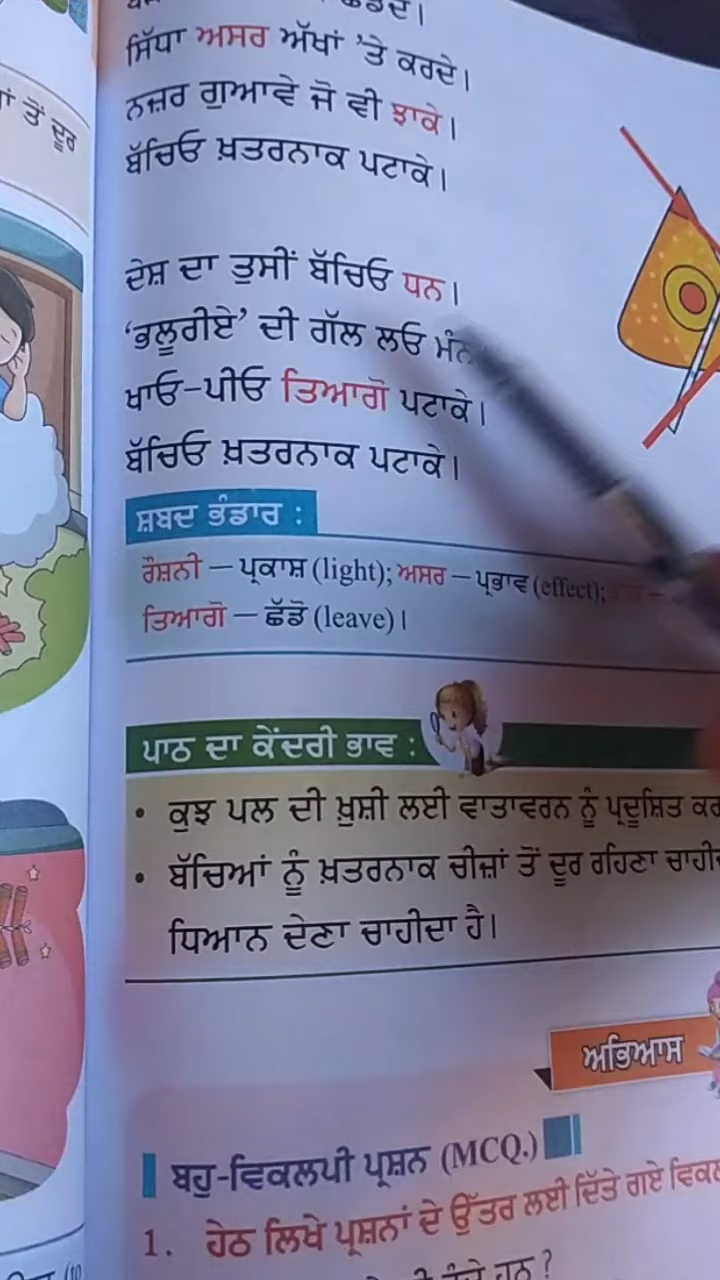 ਸਿੱਧਾ ਅਸਰ ਅੱਖਾਂ 'ਤੇ ਕਰਦੇ।
ਨਜ਼ਰ ਗੁਆਵੇ ਜੋ ਵੀ ਝਾਕੇ।
ਬੱਚਿਓ ਖ਼ਤਰਨਾਕ ਪਟਾਕੇ।
ਦੇਸ਼ ਦਾ ਤੁਸੀਂ ਬੱਚਿਓ ਧਨ।
'ਭਲੂਰੀਏ' ਦੀ ਗੱਲ ਲਓ ਮੰਨ
ਖਾਓ-ਪੀਓ ਤਿਆਗੋ ਪਟਾਕੇ।
ਬੱਚਿਓ ਖ਼ਤਰਨਾਕ ਪਟਾਕੇ।
ਸ਼ਬਦ ਭੰਡਾਰ :
ਰੌਸ਼ਨੀ – ਪ੍ਰਕਾਸ਼ (light); ਅਸਰ – ਪ੍ਰਭਾਵ (effect);
ਤਿਆਗੋ – ਛੱਡੋ (leave)।
ਪਾਠ ਦਾ ਕੇਂਦਰੀ ਭਾਵ :
• ਕੁਝ ਪਲ ਦੀ ਖ਼ੁਸ਼ੀ ਲਈ ਵਾਤਾਵਰਨ ਨੂੰ ਪ੍ਰਦੂਸ਼ਿਤ
• ਬੱਚਿਆਂ ਨੂੰ ਖ਼ਤਰਨਾਕ ਚੀਜ਼ਾਂ ਤੋਂ ਦੂਰ ਰਹਿਣਾ
ਧਿਆਨ ਦੇਣਾ ਚਾਹੀਦਾ ਹੈ।
ਅਭਿਆਸ
ਬਹੁ-ਵਿਕਲਪੀ ਪ੍ਰਸ਼ਨ (MCQ.)
1. ਹੇਠ ਲਿਖੇ ਪ੍ਰਸ਼ਨਾਂ ਦੇ ਉੱਤਰ ਲਈ ਦਿੱਤੇ ਗਏ
ਹਨ ?
ਤੋਂ ਦੂਰ